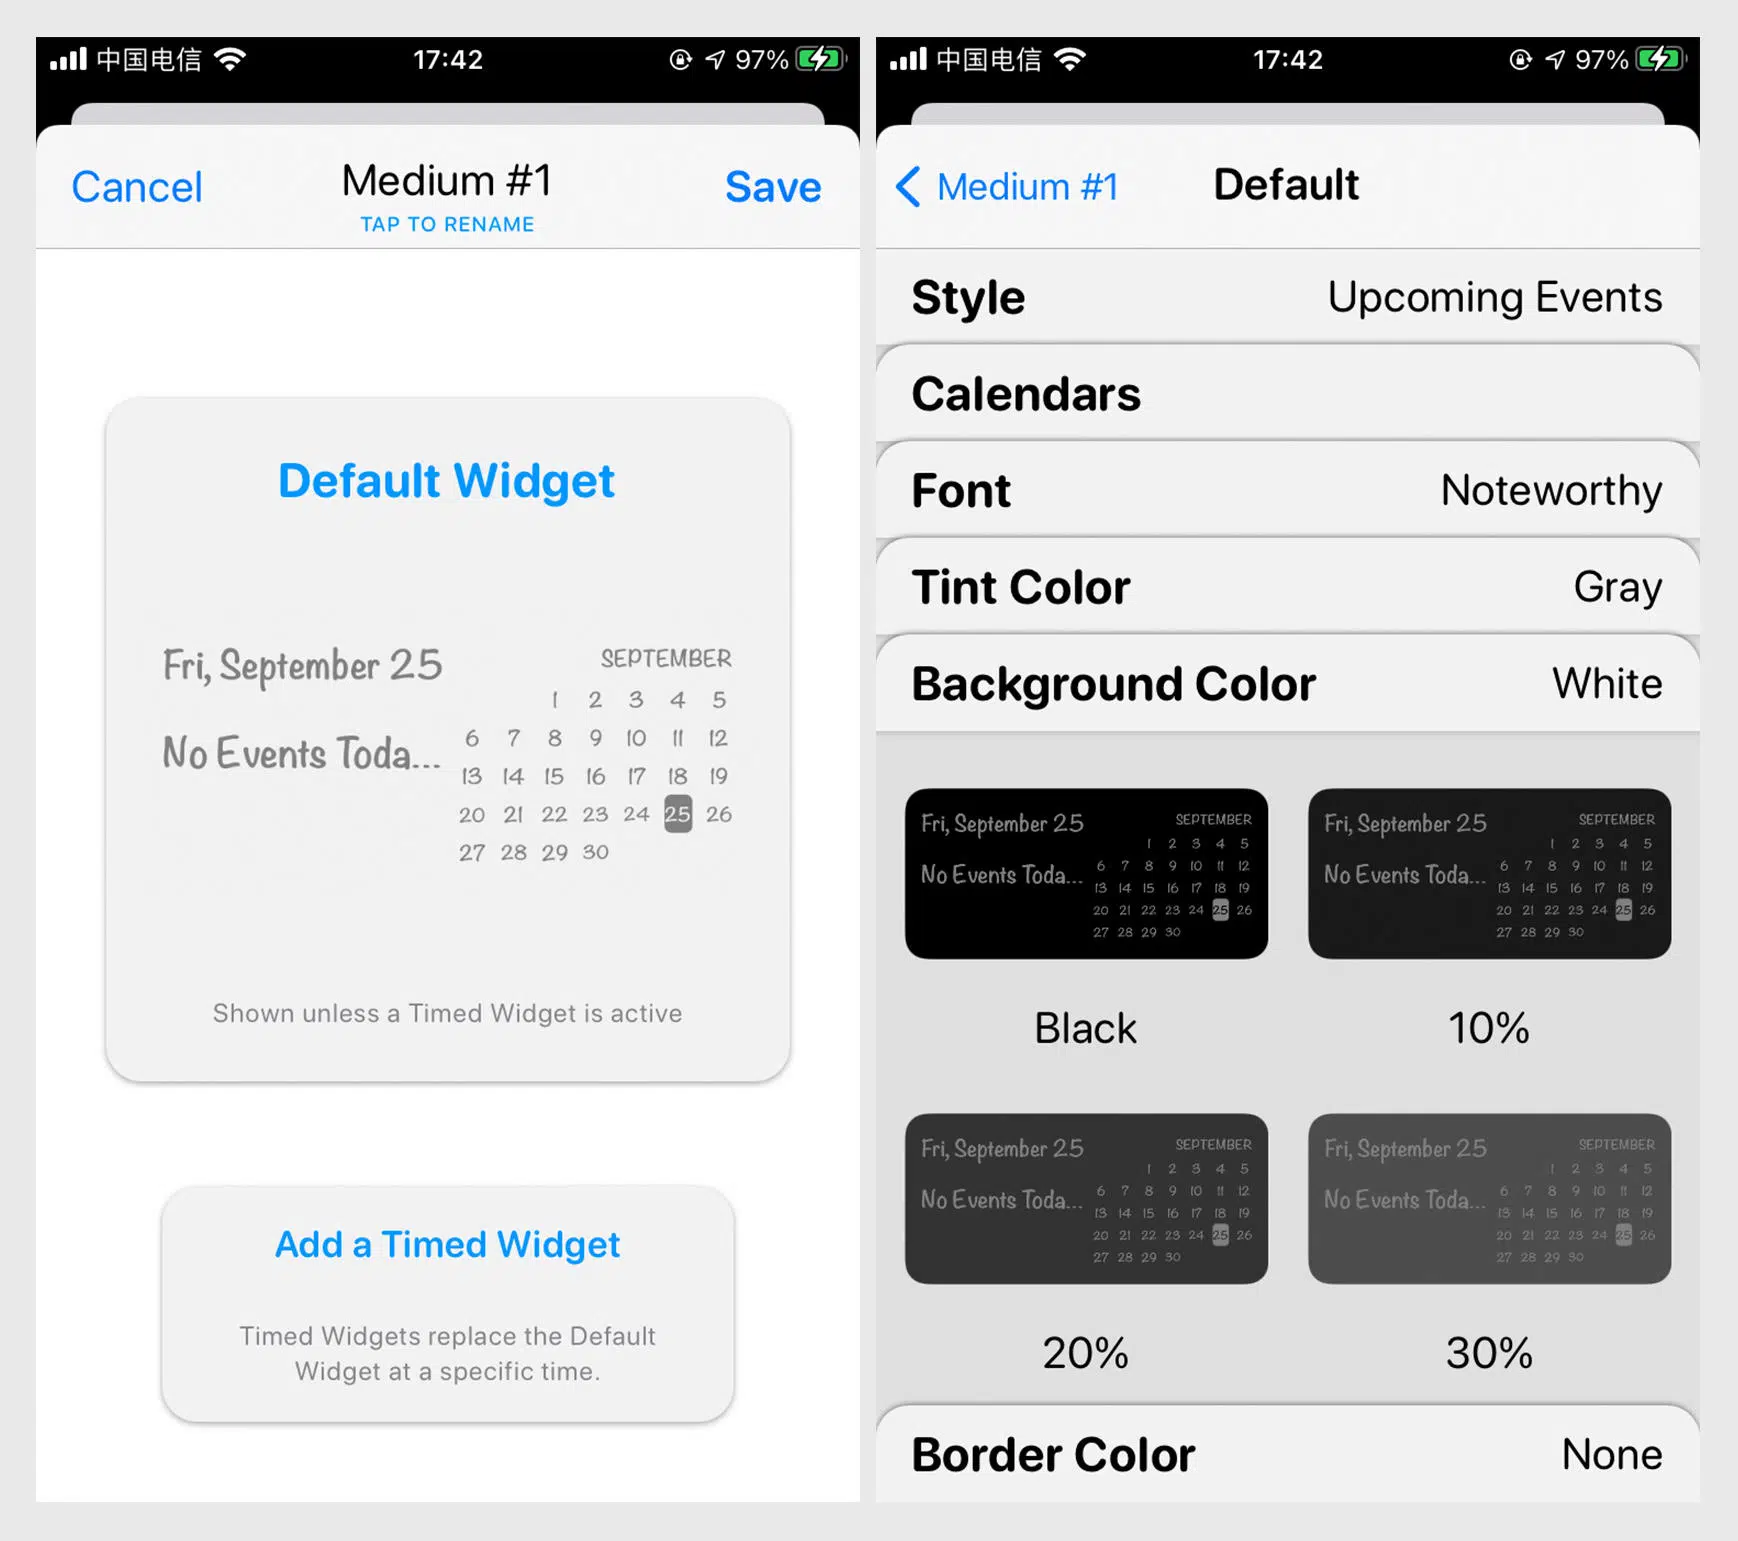 中国电信 17:42 97%
Cancel Medium #1 Save
TAP TO RENAME
Default Widget
Fri, September 25
No Events Toda...
SEPTEMBER
1 2 3 4 5
6 7 8 9 10 11 12
13 14 15 16 17 18 19
20 21 22 23 24 25 26
27 28 29 30
Shown unless a Timed Widget is active
Add a Timed Widget
Timed Widgets replace the Default
Widget at a specific time.
中国电信 17:42 97%
Medium #1 Default
Style Upcoming Events
Calendars
Font Noteworthy
Tint Color Gray
Background Color White
Fri, September 25
No Events Toda...
SEPTEMBER
1 2 3 4 5
6 7 8 9 10 11 12
13 14 15 16 17 18 19
20 21 22 23 24 25 26
27 28 29 30
Black
Fri, September 25
No Events Toda...
SEPTEMBER
1 2 3 4 5
6 7 8 9 10 11 12
13 14 15 16 17 18 19
20 21 22 23 24 25 26
27 28 29 30
10%
Fri, September 25
No Events Toda...
SEPTEMBER
1 2 3 4 5
6 7 8 9 10 11 12
13 14 15 16 17 18 19
20 21 22 23 24 25 26
27 28 29 30
20%
Fri, September 25
No Events Toda...
SEPTEMBER
1 2 3 4 5
6 7 8 9 10 11 12
13 14 15 16 17 18 19
20 21 22 23 24 25 26
27 28 29 30
30%
Border Color None